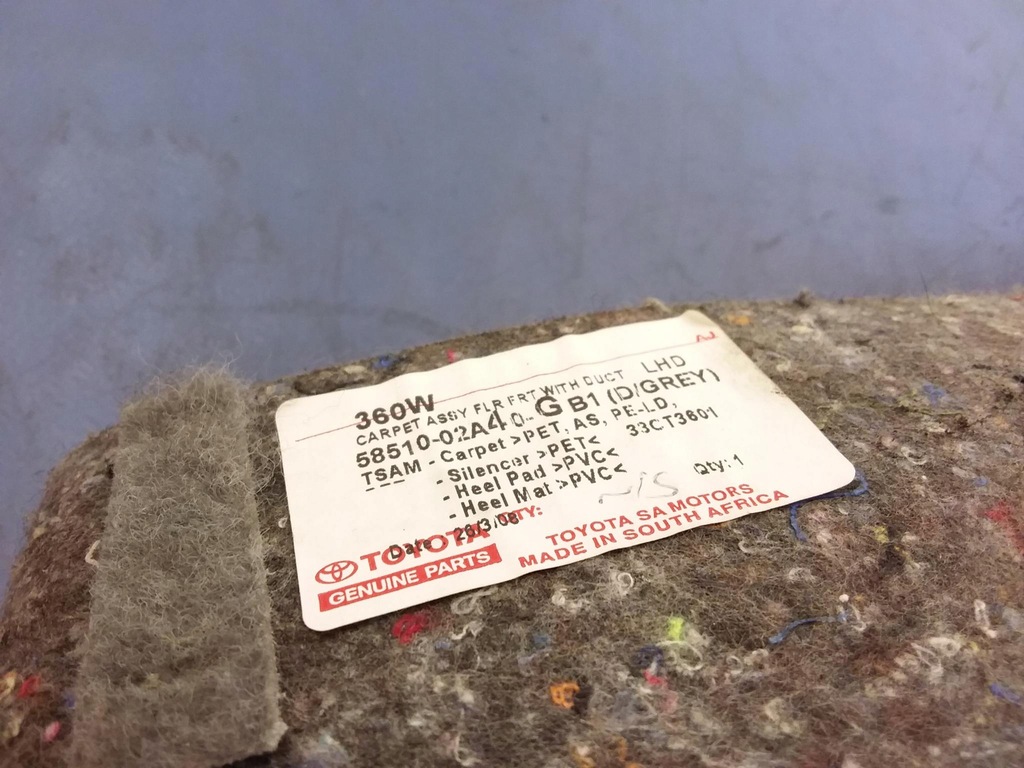 360W
CARPET ASSY FLR FRT WITH DUCT LHD
58510-02A40-GB1 (D/GREY)
TSAM - Carpet >PET, AS, PE-LD,
- Silencer >PET< 33CT3601
- Heel Pad >PVC<
- Heel Mat >PVC< Qty: 1
Date 26/3/08 QTY:
TOYOTA
GENUINE PARTS
TOYOTA SA MOTORS
MADE IN SOUTH AFRICA